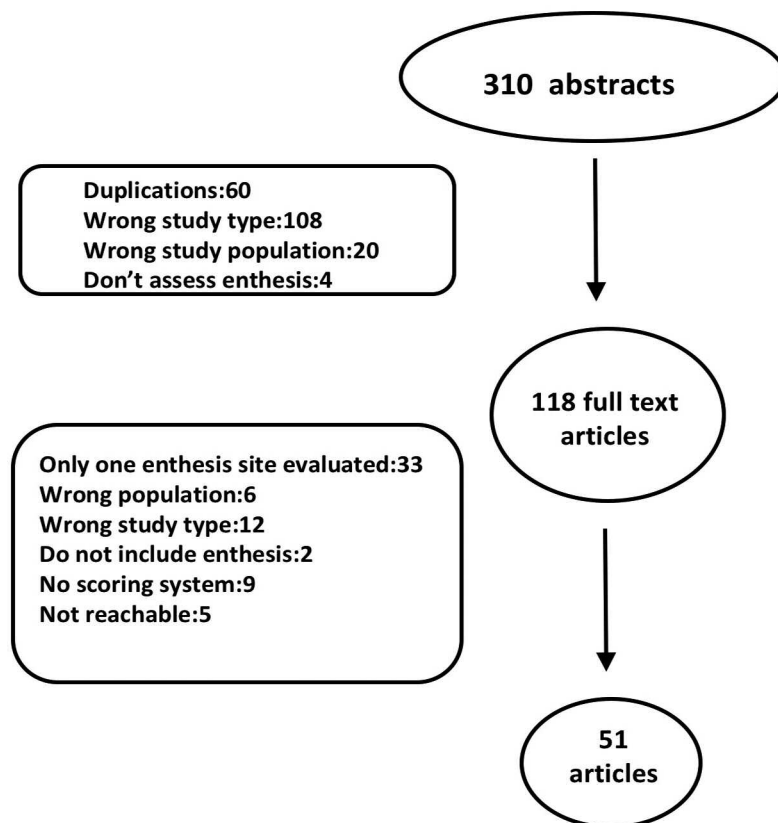 310 abstracts
Duplications:60
Wrong study type:108
Wrong study population:20
Don't assess enthesis:4
118 full text
articles
Only one enthesis site evaluated:33
Wrong population:6
Wrong study type:12
Do not include enthesis:2
No scoring system:9
Not reachable:5
51
articles